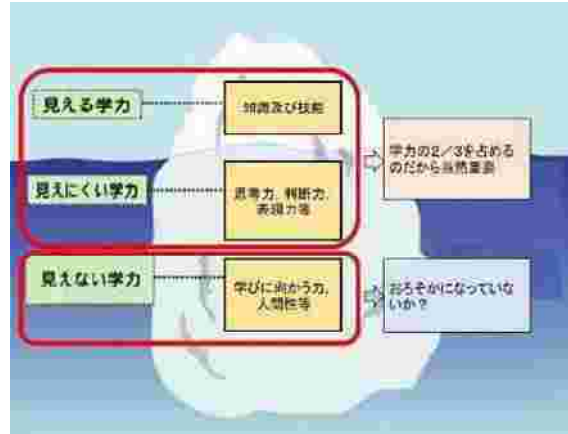 見える学力
知識及び技能
見えにくい学力
思考力、判断力、
表現力等
学力の2／3を占める
のだから当然重要
見えない学力
学びに向かう力、
人間性等
おろそかになっていな
いか？